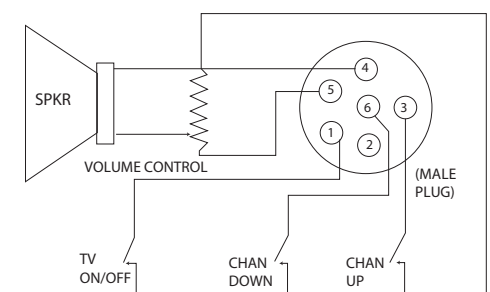 SPKR
4
5
6
3
1
2
VOLUME CONTROL
(MALE
PLUG)
TV
ON/OFF
CHAN
DOWN
CHAN
UP